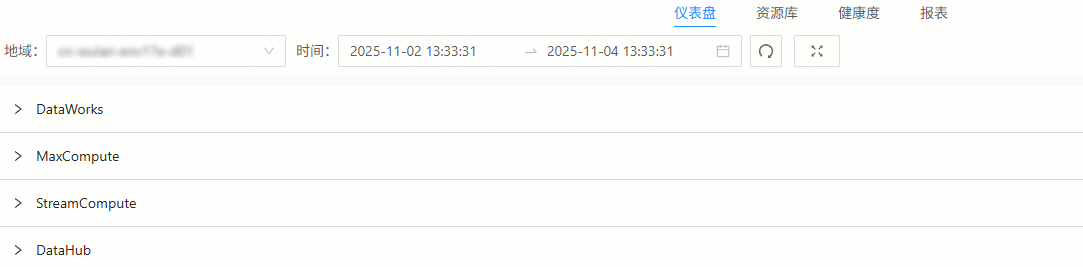 仪表盘 资源库 健康度 报表
地域: 时间: 2025-11-02 13:33:31 → 2025-11-04 13:33:31
DataWorks
MaxCompute
StreamCompute
DataHub